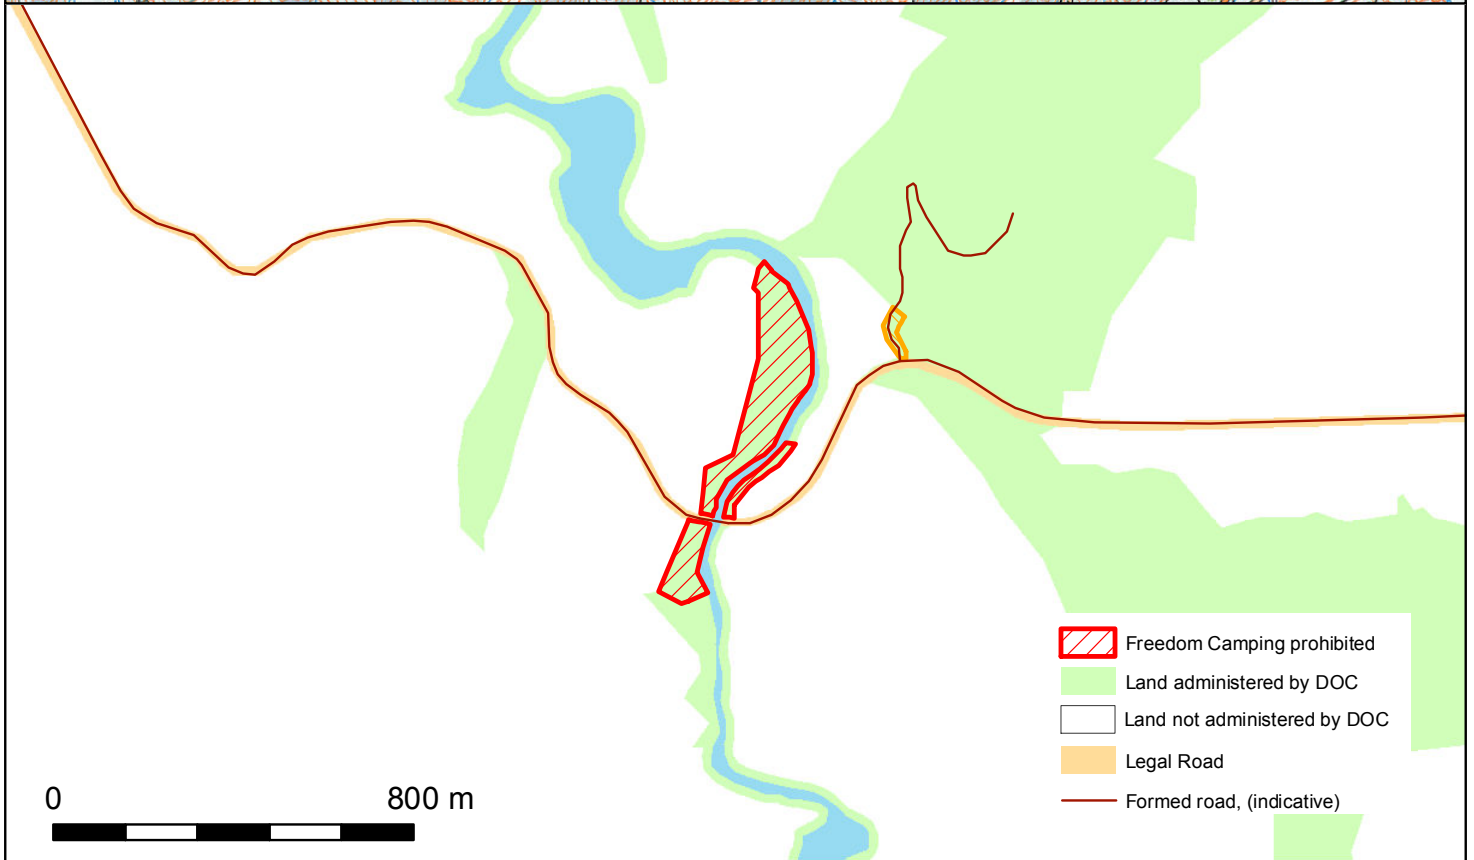 Freedom Camping prohibited
Land administered by DOC
Land not administered by DOC
Legal Road
Formed road, (indicative)
0 800 m